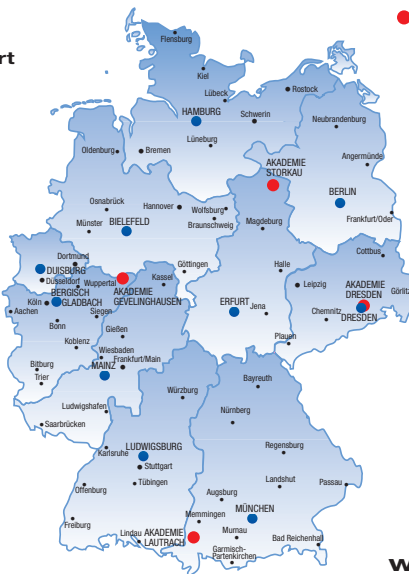 Flensburg
rt
Kiel
Lübeck
Rostock
HAMBURG
Schwerin
Neubrandenburg
Lüneburg
Oldenburg
Bremen
Angermünde
AKADEMIE
STORKAU
BERLIN
Osnabrück
Hannover
Wolfsburg
Frankfurt/Oder
Münster
BIELEFELD
Braunschweig
Magdeburg
Cottbus
Dortmund
DUISBURG
Göttingen
Halle
Düsseldorf
Wuppertal
Kassel
Leipzig
AKADEMIE
DRESDEN
Görlitz
BERGISCH
GLADBACH
AKADEMIE
GEVELINGHAUSEN
Köln
ERFURT
Jena
Chemnitz
DRESDEN
Aachen
Siegen
Bonn
Gießen
Plauen
Koblenz
Wiesbaden
Frankfurt/Main
Bitburg
MAINZ
Trier
Bayreuth
Würzburg
Ludwigshafen
Nürnberg
Saarbrücken
LUDWIGSBURG
Karlsruhe
Regensburg
Stuttgart
Offenburg
Tübingen
Landshut
Passau
Augsburg
MÜNCHEN
Freiburg
Memmingen
Lindau
AKADEMIE
LAUTRACH
Murnau
Bad Reichenhall
Garmisch-
Partenkirchen
w